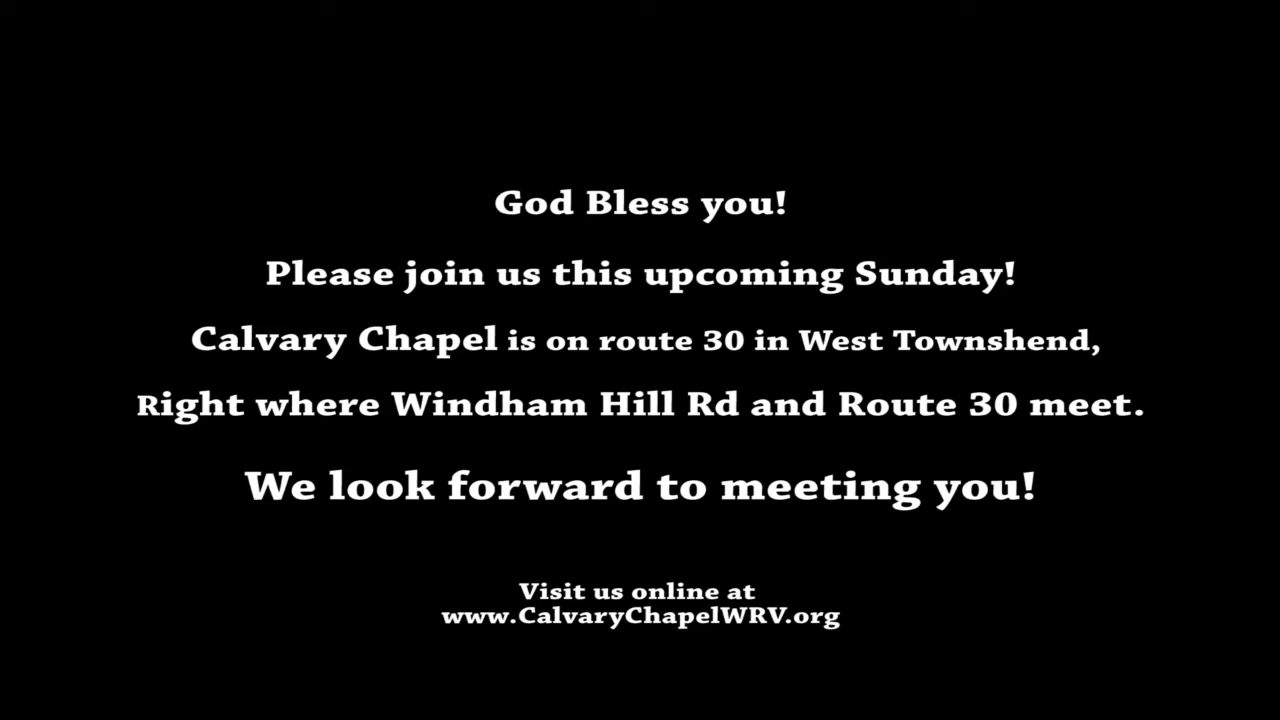 God Bless you!
Please join us this upcoming Sunday!
Calvary Chapel is on route 30 in West Townshend,
Right where Windham Hill Rd and Route 30 meet.
We look forward to meeting you!
Visit us online at
www.CalvaryChapelWRV.org